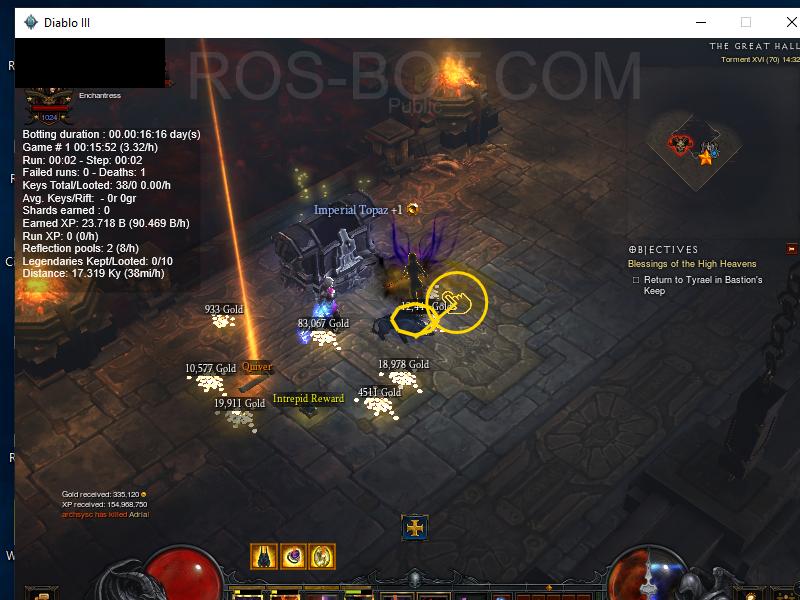 Diablo III
ROS-BOT.COM
Public
THE GREAT HALL
Torment XVI (70) 14:32
Enchantress
1024
Botting duration : 00.00:16:16 day(s)
Game # 1 00:15:52 (3.32/h)
Run: 00:02 - Step: 00:02
Failed runs: 0 - Deaths: 1
Keys Total/Looted: 38/0 0.00/h
Avg. Keys/Rift: - 0r 0gr
Shards earned : 0
Earned XP: 23.718 B (90.469 B/h)
Run XP: 0 (0/h)
Reflection pools: 2 (8/h)
Legendaries Kept/Looted: 0/10
Distance: 17.319 Ky (38mi/h)
Imperial Topaz +1
OBJECTIVES
Blessings of the High Heavens
Return to Tyrael in Bastion's
Keep
933 Gold
83,067 Gold
10,577 Gold
Quiver
18,978 Gold
19,911 Gold
Intrepid Reward
4511 Gold
Gold received: 335,120
XP received: 154,968,750
archsysc has killed Adria!